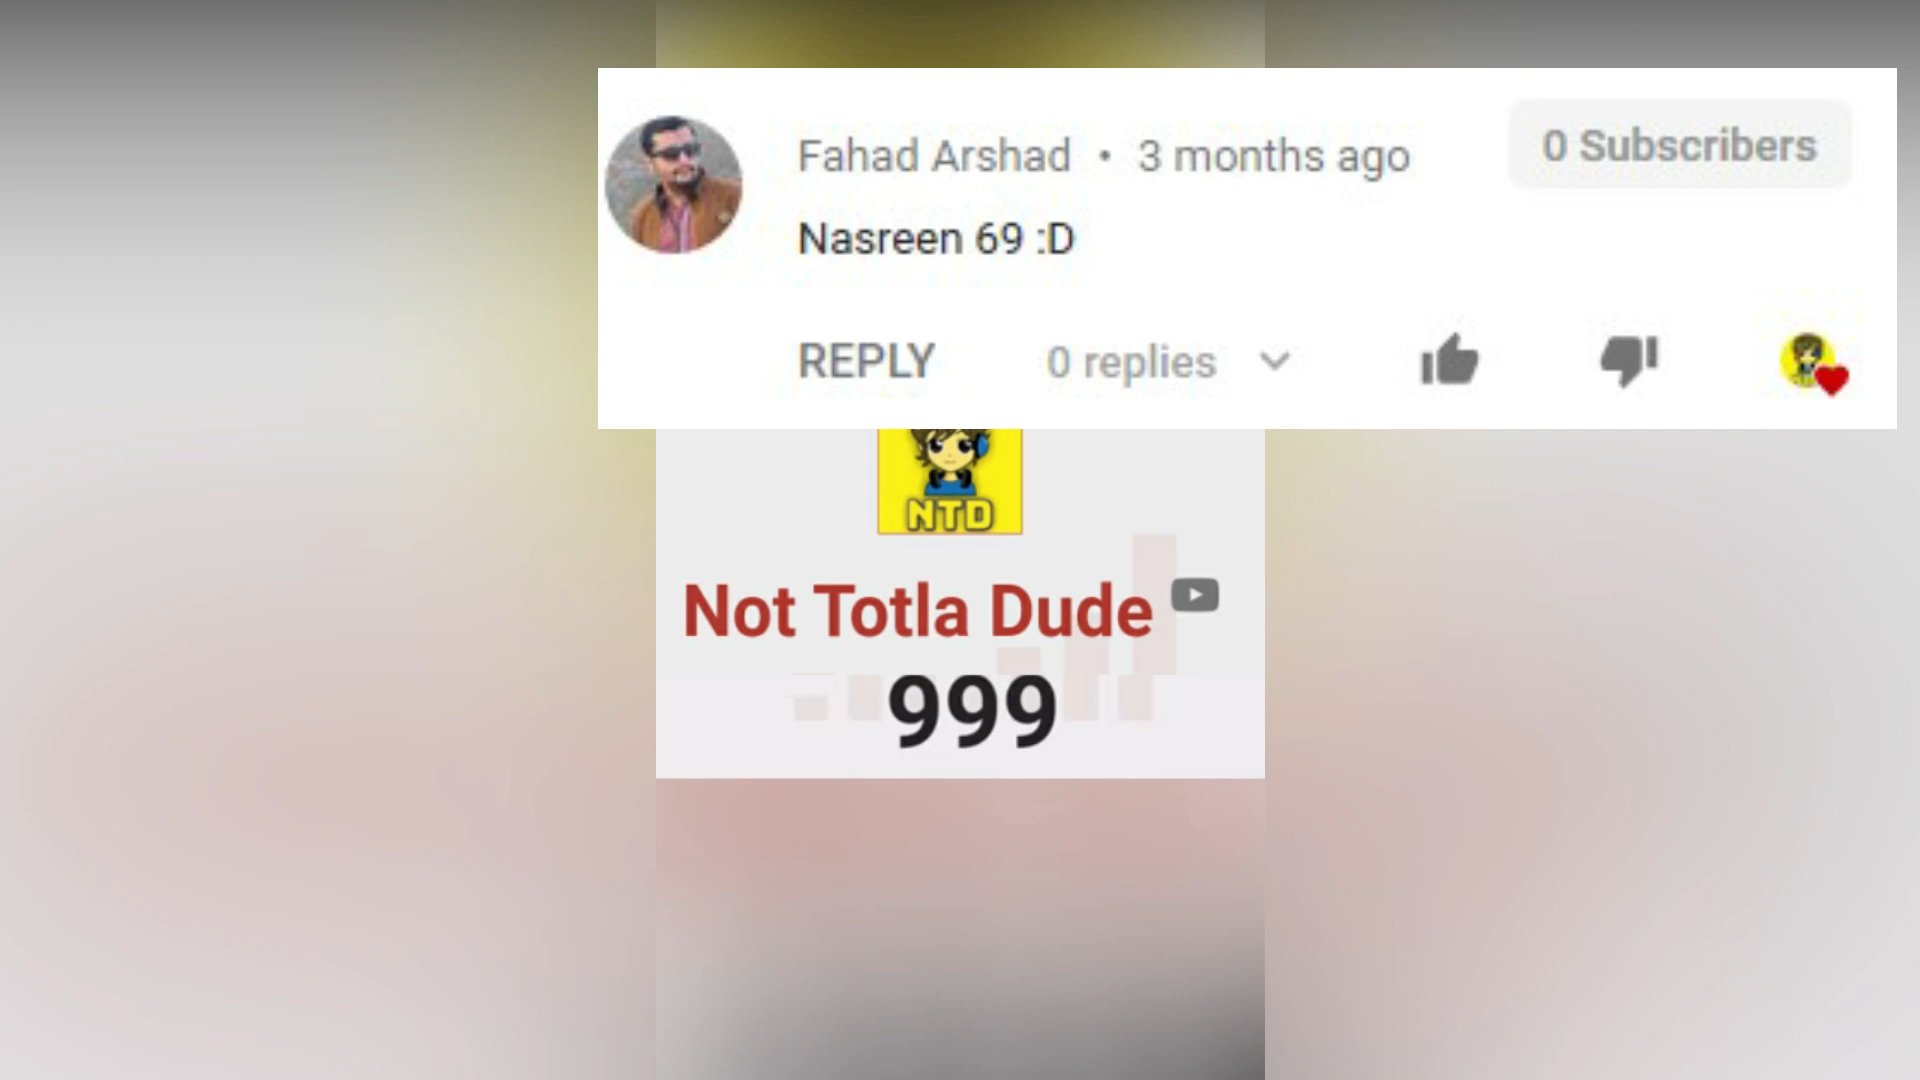 Fahad Arshad • 3 months ago
0 Subscribers
Nasreen 69 :D
REPLY
0 replies
NTD
Not Totla Dude
999